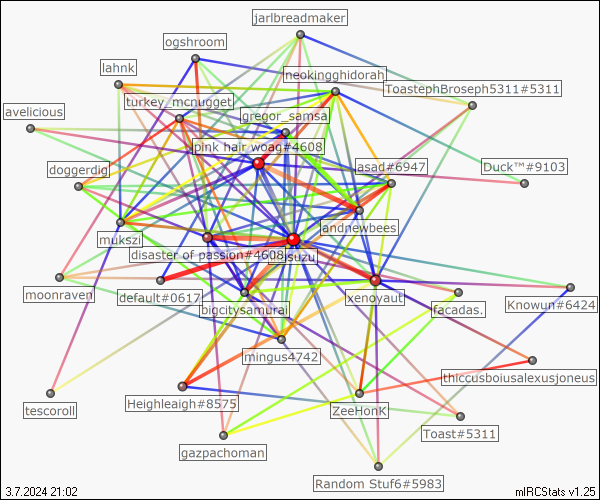 jarlbreadmaker
ogshroom
lahnk
neokingghidorah
ToastephBroseph5311#5311
turkey_mcnugget
avelicious
gregor_samsa
pink hair woag#4608
asad#6947
Duck™#9103
doggerdig
andnewbees
mukszi
disaster of passion#4608
moonraven
default#0617
bigcitysamurai
xenoyaut
facadas.
Knowun#6424
mingus4742
thiccusboiusalexusjoneus
tescoroll
Heighleaigh#8575
ZeeHonK
Toast#5311
gazpachoman
Random Stuf6#5983
3.7.2024 21:02
mIRCStats v1.25